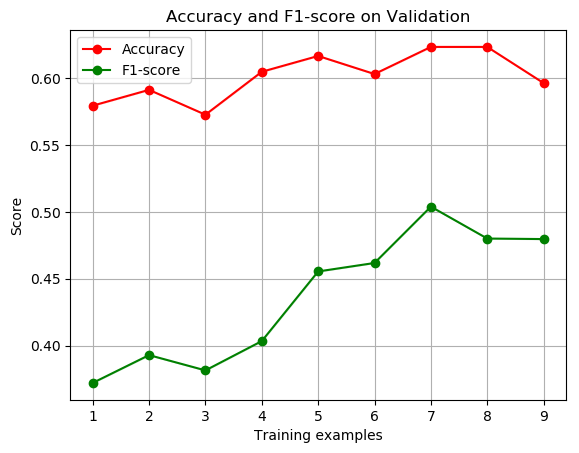 Accuracy and F1-score on Validation
Accuracy
F1-score
0.60
0.55
0.50
0.45
0.40
Score
1 2 3 4 5 6 7 8 9
Training examples